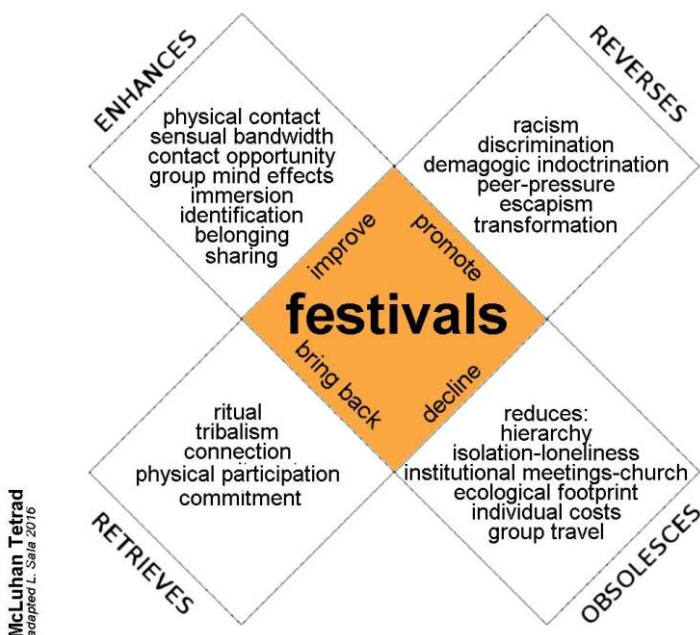 ENHANCES
physical contact
sensual bandwidth
contact opportunity
group mind effects
immersion
identification
belonging
sharing
REVERSES
racism
discrimination
demagogic indoctrination
peer-pressure
escapism
transformation
improve
promote
festivals
bring back
decline
ritual
tribalism
connection
physical participation
commitment
RETRIEVES
reduces:
hierarchy
isolation-loneliness
institutional meetings-church
ecological footprint
individual costs
group travel
OBSOLESCES
McLuhan Tetrad
adapted L. Sala 2016